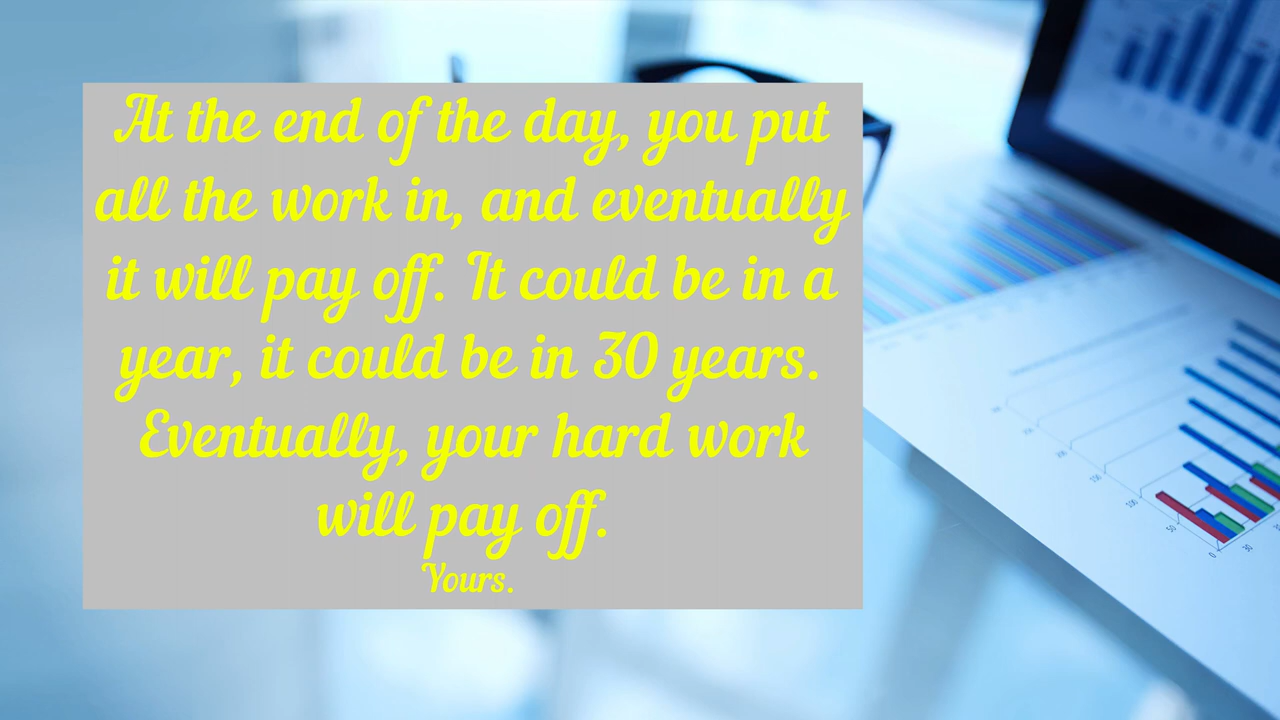 At the end of the day, you put
all the work in, and eventually
it will pay off. It could be in a
year, it could be in 30 years.
Eventually, your hard work
will pay off.
Yours.